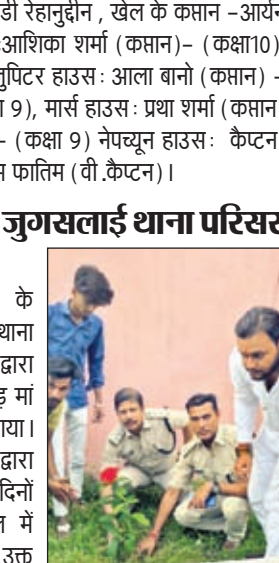 डी रेहानुद्दीन , खेल के कप्तान –आर्यन
:आशिका शर्मा (कप्तान)– (कक्षा10)
जुपिटर हाउस: आला बानो (कप्तान) –
9), मार्स हाउस: प्रथा शर्मा (कप्तान
– (कक्षा 9) नेपच्यून हाउस: कैप्टन
फातिम (वी.कैप्टन)।
जुगसलाई थाना परिसर
के
थाना
द्वारा
मां
गया।
द्वारा
दिनों
में
उक्त